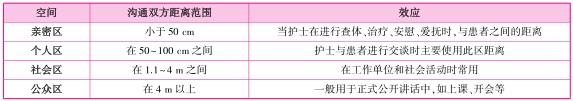 空间 沟通双方距离范围 效应
亲密区 小于 50 cm 当护士在进行查体、治疗、安慰、爱抚时,与患者之间的距离
个人区 在 50~100 cm 之间 护士与患者进行交谈时主要使用此区距离
社会区 在 1.1~4 m 之间 在工作单位和社会活动时常用
公众区 在 4 m 以上 一般用于正式公开讲话中,如上课、开会等